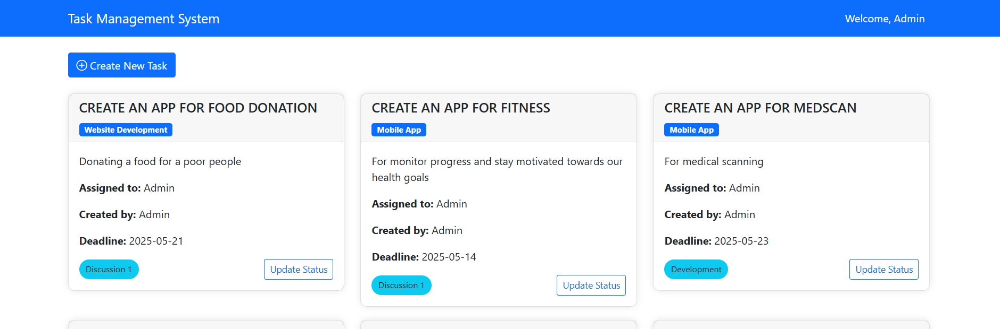 Task Management System
Welcome, Admin
Create New Task
CREATE AN APP FOR FOOD DONATION
Website Development
Donating a food for a poor people
Assigned to: Admin
Created by: Admin
Deadline: 2025-05-21
Discussion 1
Update Status
CREATE AN APP FOR FITNESS
Mobile App
For monitor progress and stay motivated towards our
health goals
Assigned to: Admin
Created by: Admin
Deadline: 2025-05-14
Discussion 1
Update Status
CREATE AN APP FOR MEDSCAN
Mobile App
For medical scanning
Assigned to: Admin
Created by: Admin
Deadline: 2025-05-23
Development
Update Status